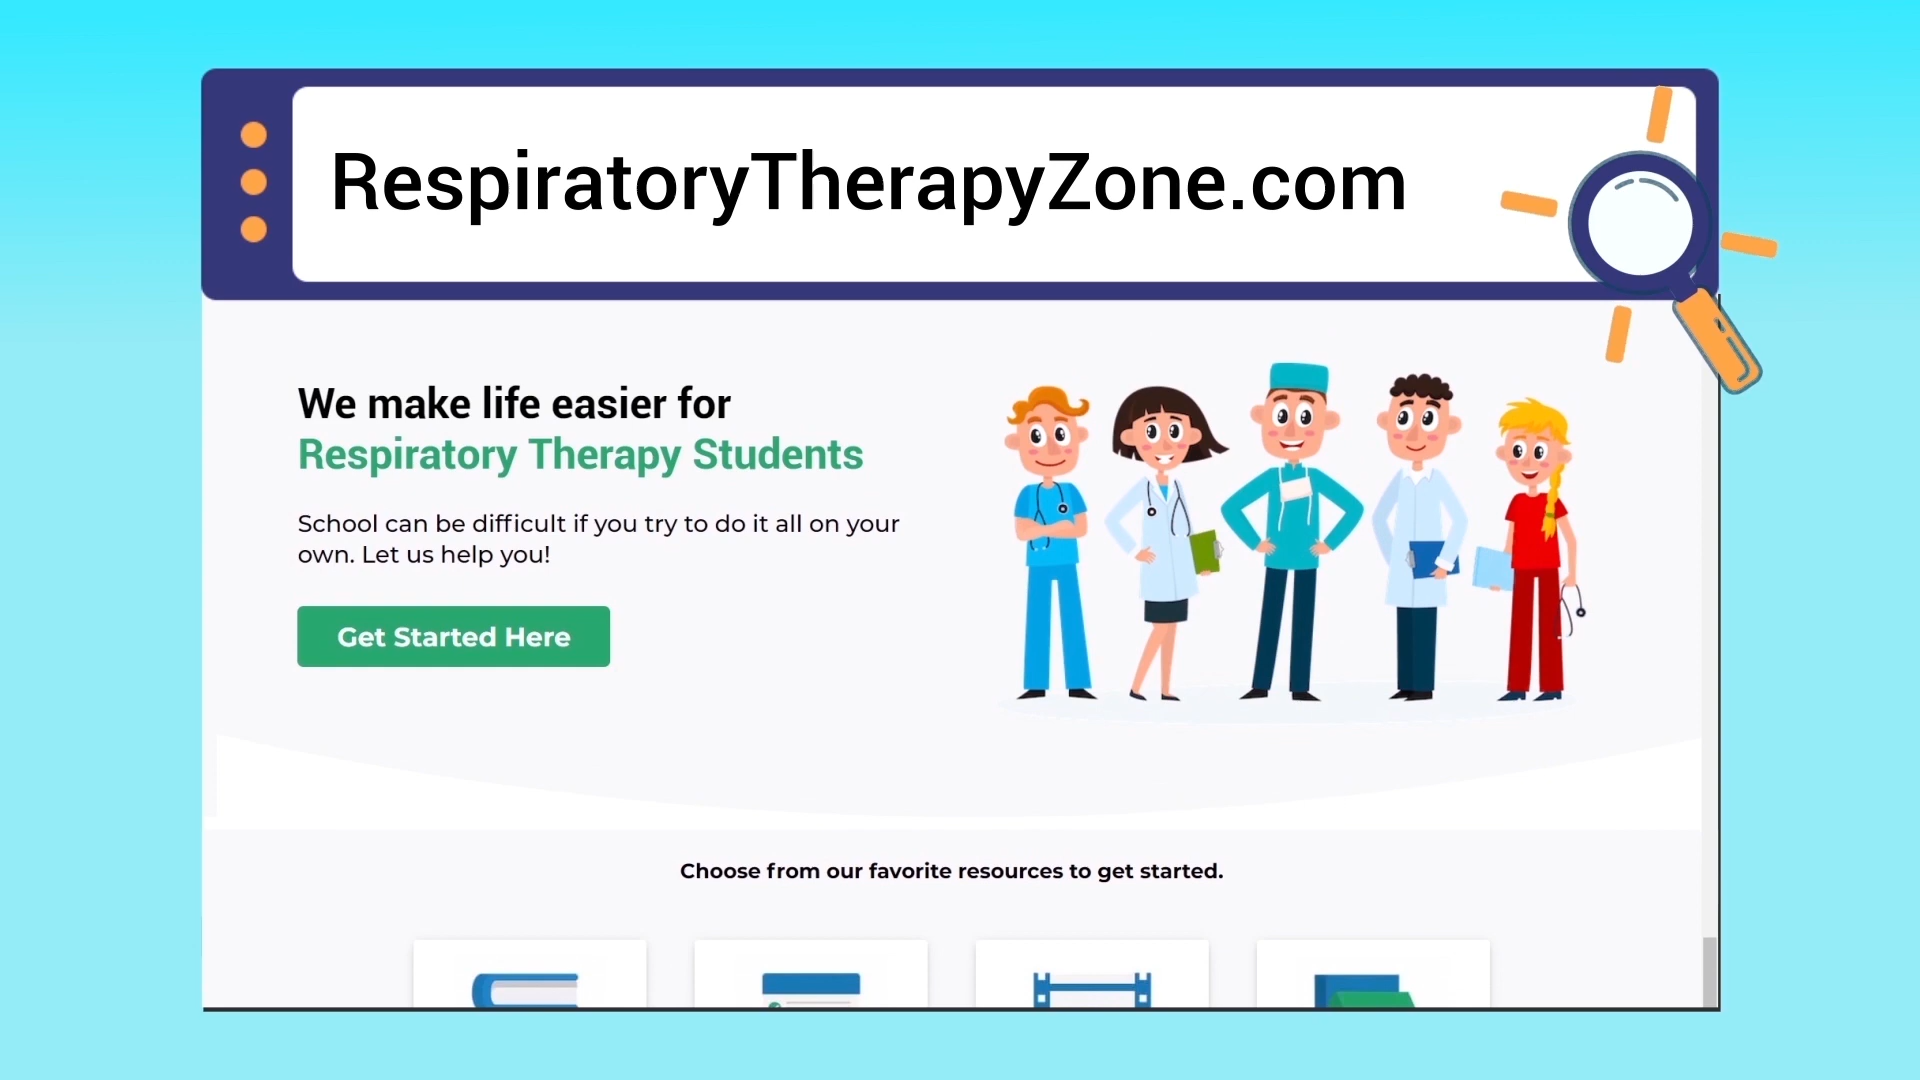 RespiratoryTherapyZone.com
We make life easier for
Respiratory Therapy Students
School can be difficult if you try to do it all on your
own. Let us help you!
Get Started Here
Choose from our favorite resources to get started.